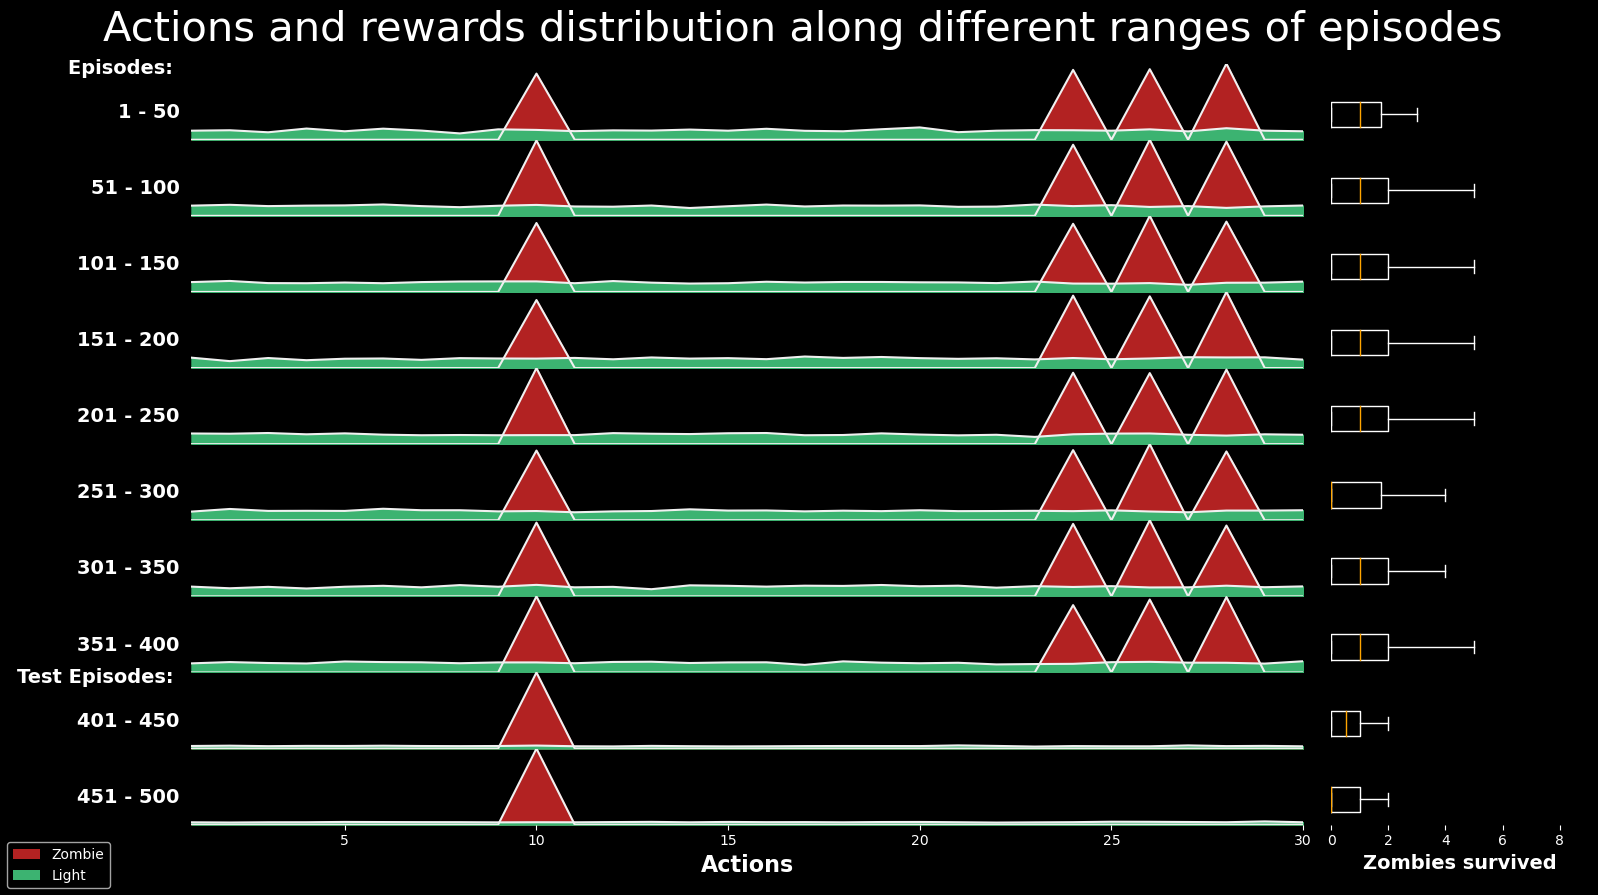 Actions and rewards distribution along different ranges of episodes
Episodes:
1 - 50
51 - 100
101 - 150
151 - 200
201 - 250
251 - 300
301 - 350
351 - 400
Test Episodes:
401 - 450
451 - 500
5 10 15 20 25 30
0 2 4 6 8
Actions
Zombies survived
Zombie
Light